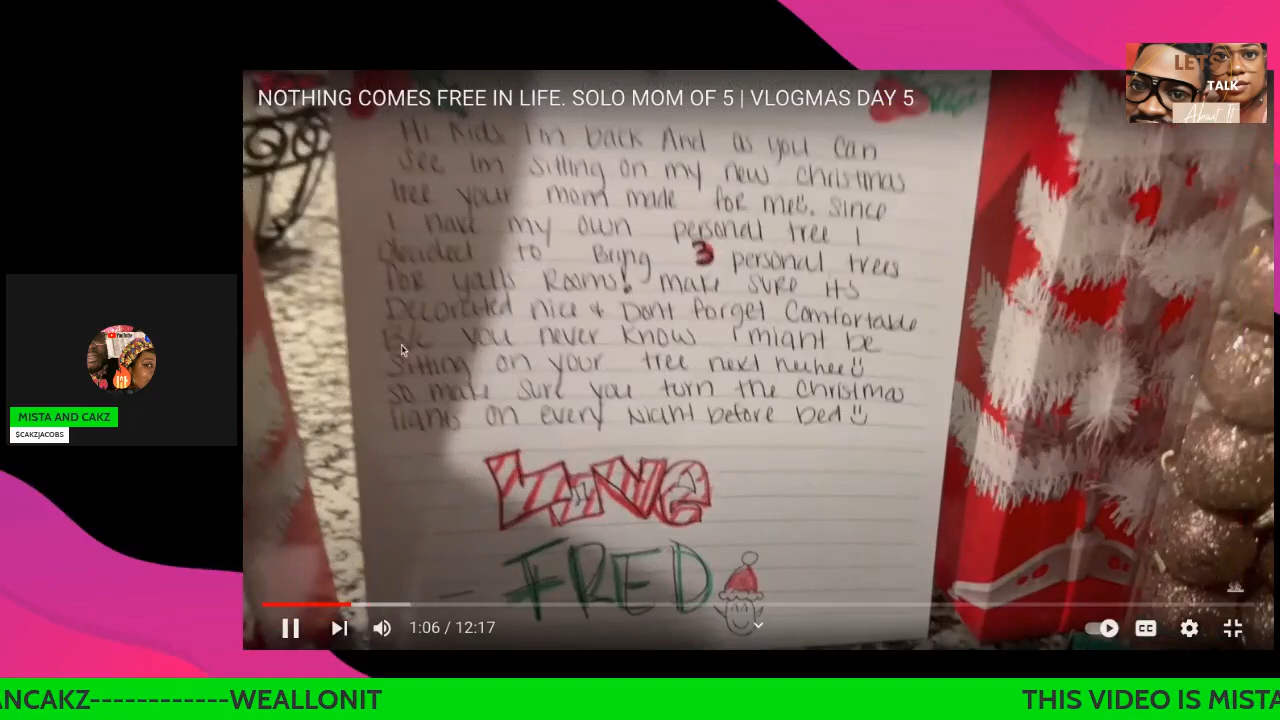 LETS
TALK
About It
NOTHING COMES FREE IN LIFE. SOLO MOM OF 5 | VLOGMAS DAY 5
Hi Kids I'm back And as you can
See im sitting on my new christmas
tree your mom made for me!. Since
I have my own personal tree I
Decided to Bring 3 personal trees
for yalls Rooms! make sure its
Decorated nice & Dont forget Comfortable
you never know i might be
Sitting on your tree next
so make sure you turn the Christmas
lights on every Night before bed
- FRED
MISTA AND CAKZ
$CAKZJACOBS
1:06 / 12:17
CC
ANCAKZ------------WEALLONIT
THIS VIDEO IS MISTA